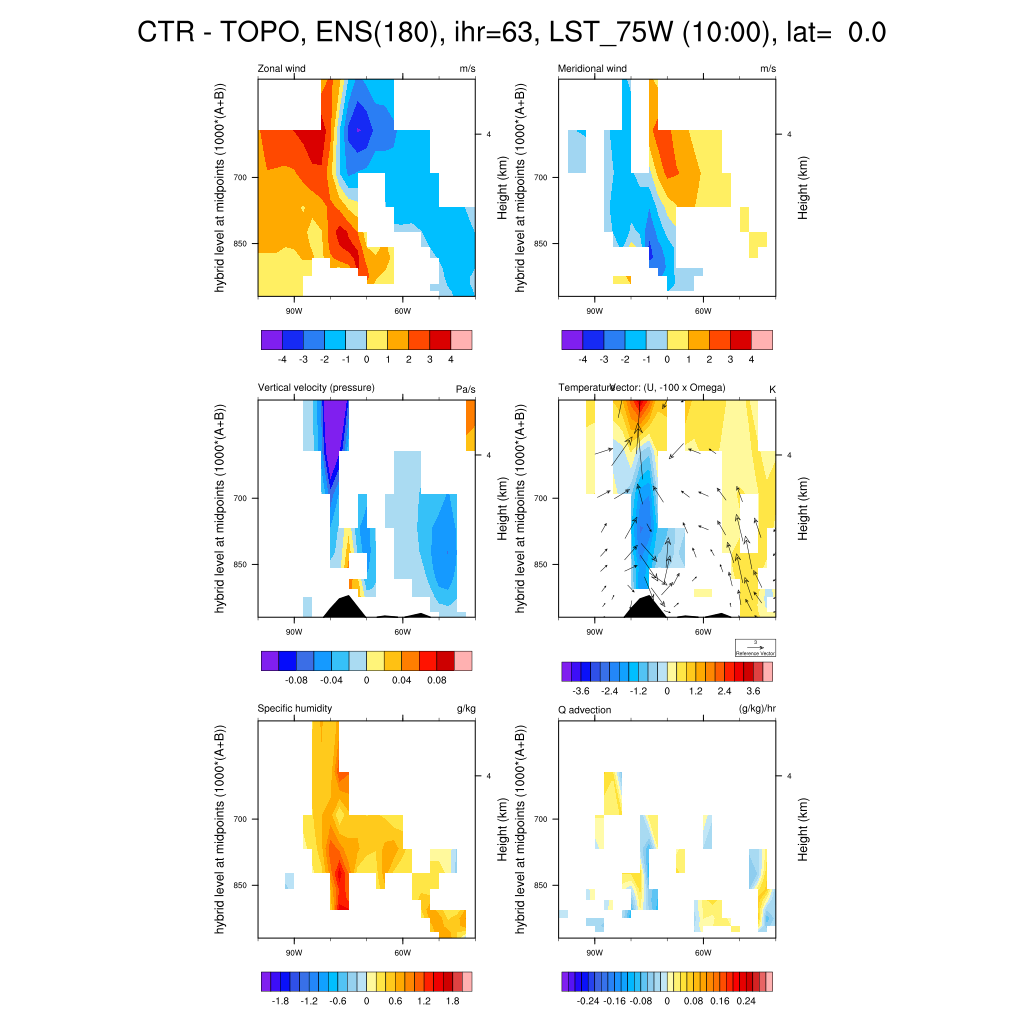 CTR - TOPO, ENS(180), ihr=63, LST_75W (10:00), lat= 0.0
Zonal wind m/s
hybrid level at midpoints (1000*(A+B))
700
850
4
Height (km)
90W 60W
-4 -3 -2 -1 0 1 2 3 4
Meridional wind m/s
hybrid level at midpoints (1000*(A+B))
700
850
4
Height (km)
90W 60W
-4 -3 -2 -1 0 1 2 3 4
Vertical velocity (pressure) Pa/s
hybrid level at midpoints (1000*(A+B))
700
850
4
Height (km)
90W 60W
-0.08 -0.04 0 0.04 0.08
Temperature Vector: (U, -100 x Omega) K
hybrid level at midpoints (1000*(A+B))
700
850
4
Height (km)
90W 60W
3
Reference Vector
-3.6 -2.4 -1.2 0 1.2 2.4 3.6
Specific humidity g/kg
hybrid level at midpoints (1000*(A+B))
700
850
4
Height (km)
90W 60W
-1.8 -1.2 -0.6 0 0.6 1.2 1.8
Q advection (g/kg)/hr
hybrid level at midpoints (1000*(A+B))
700
850
4
Height (km)
90W 60W
-0.24 -0.16 -0.08 0 0.08 0.16 0.24